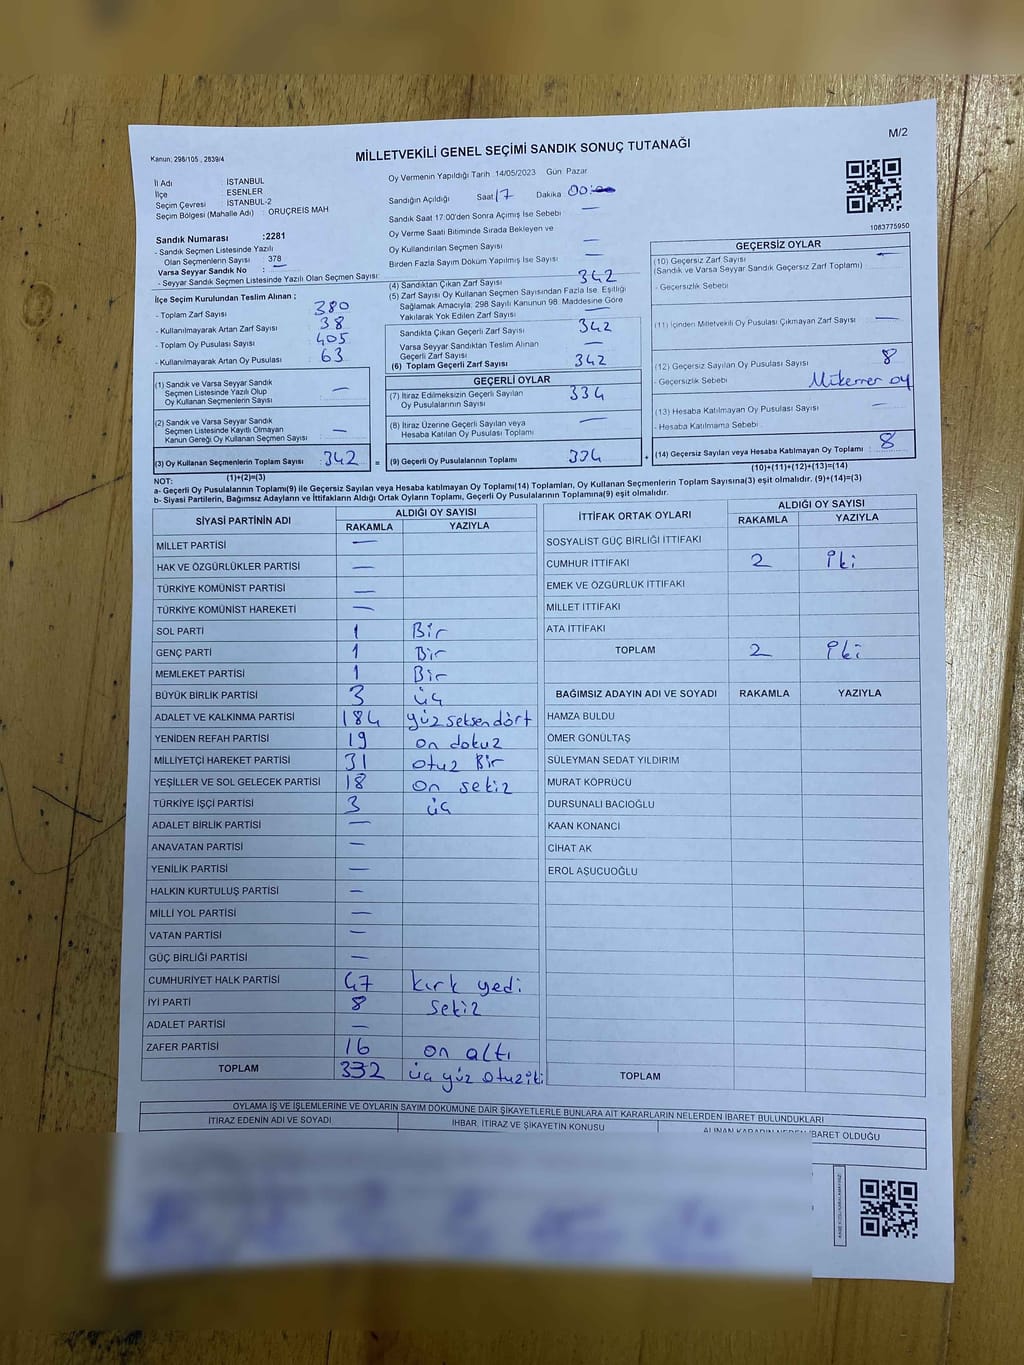 M/2
Kanun; 298/105 , 2839/4
MİLLETVEKİLİ GENEL SEÇİMİ SANDIK SONUÇ TUTANAĞI
İl Adı : İSTANBUL
İlçe ESENLER
Seçim Çevresi : İSTANBUL-2
Seçim Bölgesi (Mahalle Adı) : ORUÇREİS MAH
Sandık Numarası :2281
- Sandık Seçmen Listesinde Yazılı
Olan Seçmenlerin Sayısı 378
Varsa Seyyar Sandık No : —
- Seyyar Sandık Seçmen Listesinde Yazılı Olan Seçmen Sayısı
İlçe Seçim Kurulundan Teslim Alınan ;
- Toplam Zarf Sayısı 380
- Kullanılmayarak Artan Zarf Sayısı 38
- Toplam Oy Pusulası Sayısı 405
- Kullanılmayarak Artan Oy Pusulası 63
(1) Sandık ve Varsa Seyyar Sandık
Seçmen Listesinde Yazılı Olup
Oy Kullanan Seçmenlerin Sayısı —
(2) Sandık ve Varsa Seyyar Sandık
Seçmen Listesinde Kayıtlı Olmayan
Kanun Gereği Oy Kullanan Seçmen Sayısı —
(3) Oy Kullanan Seçmenlerin Toplam Sayısı 342 =
(1)+(2)=(3)
Oy Vermenin Yapıldığı Tarih :14/05/2023 Gün Pazar
Sandığın Açıldığı Saat 17 Dakika 00
Sandık Saat 17:00'den Sonra Açımış İse Sebebi —
Oy Verme Saati Bitiminde Sırada Bekleyen ve
Oy Kullandırılan Seçmen Sayısı —
Birden Fazla Sayım Döküm Yapılmış İse Sayısı —
(4) Sandıktan Çıkan Zarf Sayısı 342
(5) Zarf Sayısı Oy Kullanan Seçmen Sayısından Fazla İse, Eşitliği
Sağlamak Amacıyla; 298 Sayılı Kanunun 98. Maddesine Göre
Yakılarak Yok Edilen Zarf Sayısı —
Sandıkta Çıkan Geçerli Zarf Sayısı 342
Varsa Seyyar Sandıktan Teslim Alınan
Geçerli Zarf Sayısı —
(6) Toplam Geçerli Zarf Sayısı 342
GEÇERLİ OYLAR
(7) İtiraz Edilmeksizin Geçerli Sayılan
Oy Pusulalarının Sayısı 334
(8) İtiraz Üzerine Geçerli Sayılan veya
Hesaba Katılan Oy Pusulası Toplamı —
(9) Geçerli Oy Pusulalarının Toplamı 334 +
1083775950
GEÇERSİZ OYLAR
(10) Geçersiz Zarf Sayısı —
(Sandık ve Varsa Seyyar Sandık Geçersiz Zarf Toplamı)
- Geçersizlik Sebebi
(11) İçinden Milletvekili Oy Pusulası Çıkmayan Zarf Sayısı —
(12) Geçersiz Sayılan Oy Pusulası Sayısı 8
- Geçersizlik Sebebi Mükerrer oy
(13) Hesaba Katılmayan Oy Pusulası Sayısı —
- Hesaba Katılmama Sebebi
(14) Geçersiz Sayılan veya Hesaba Katılmayan Oy Toplamı 8
(10)+(11)+(12)+(13)=(14)
NOT:
a- Geçerli Oy Pusulalarının Toplamı(9) ile Geçersiz Sayılan veya Hesaba katılmayan Oy Toplamı(14) Toplamları, Oy Kullanan Seçmenlerin Toplam Sayısına(3) eşit olmalıdır. (9)+(14)=(3)
b- Siyasi Partilerin, Bağımsız Adayların ve İttifakların Aldığı Ortak Oyların Toplamı, Geçerli Oy Pusulalarının Toplamına(9) eşit olmalıdır.
SİYASİ PARTİNİN ADI ALDIĞI OY SAYISI
RAKAMLA YAZIYLA
MİLLET PARTİSİ —
HAK VE ÖZGÜRLÜKLER PARTİSİ —
TÜRKİYE KOMÜNİST PARTİSİ —
TÜRKİYE KOMÜNİST HAREKETİ —
SOL PARTİ 1 Bir
GENÇ PARTİ 1 Bir
MEMLEKET PARTİSİ 1 Bir
BÜYÜK BİRLİK PARTİSİ 3 üç
ADALET VE KALKINMA PARTİSİ 184 yüz seksen dört
YENİDEN REFAH PARTİSİ 19 on dokuz
MİLLİYETÇİ HAREKET PARTİSİ 31 otuz Bir
YEŞİLLER VE SOL GELECEK PARTİSİ 18 on sekiz
TÜRKİYE İŞÇİ PARTİSİ 3 üç
ADALET BİRLİK PARTİSİ —
ANAVATAN PARTİSİ —
YENİLİK PARTİSİ —
HALKIN KURTULUŞ PARTİSİ —
MİLLİ YOL PARTİSİ —
VATAN PARTİSİ —
GÜÇ BİRLİĞİ PARTİSİ —
CUMHURİYET HALK PARTİSİ 47 kırk yedi
İYİ PARTİ 8 sekiz
ADALET PARTİSİ —
ZAFER PARTİSİ 16 on altı
TOPLAM 332 üç yüz otuz iki
İTTİFAK ORTAK OYLARI ALDIĞI OY SAYISI
RAKAMLA YAZIYLA
SOSYALİST GÜÇ BİRLİĞİ İTTİFAKI
CUMHUR İTTİFAKI 2 iki
EMEK VE ÖZGÜRLÜK İTTİFAKI
MİLLET İTTİFAKI
ATA İTTİFAKI
TOPLAM 2 iki
BAĞIMSIZ ADAYIN ADI VE SOYADI RAKAMLA YAZIYLA
HAMZA BULDU
ÖMER GÖNÜLTAŞ
SÜLEYMAN SEDAT YILDIRIM
MURAT KÖPRÜCÜ
DURSUNALİ BACIOĞLU
KAAN KONANCI
CİHAT AK
EROL AŞUCUOĞLU
TOPLAM
OYLAMA İŞ VE İŞLEMLERİNE VE OYLARIN SAYIM DÖKÜMÜNE DAİR ŞİKAYETLERLE BUNLARA AİT KARARLARIN NELERDEN İBARET BULUNDUKLARI
İTİRAZ EDENİN ADI VE SOYADI İHBAR, İTİRAZ VE ŞİKAYETİN KONUSU ALINAN KARARIN NEDEN İBARET OLDUĞU